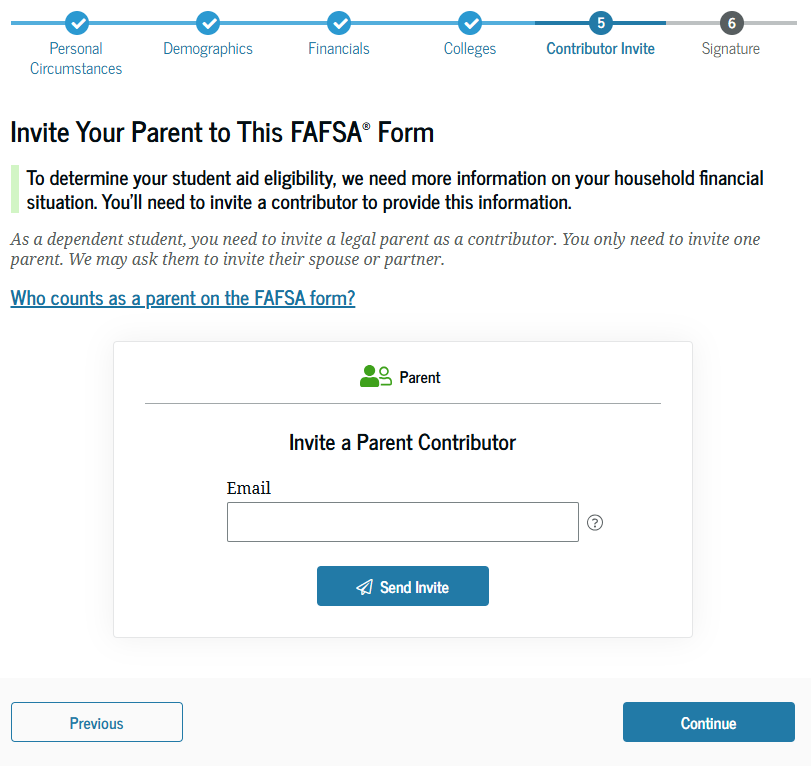 5
6
Personal Circumstances
Demographics
Financials
Colleges
Contributor Invite
Signature
Invite Your Parent to This FAFSA® Form
To determine your student aid eligibility, we need more information on your household financial
situation. You'll need to invite a contributor to provide this information.
As a dependent student, you need to invite a legal parent as a contributor. You only need to invite one
parent. We may ask them to invite their spouse or partner.
Who counts as a parent on the FAFSA form?
Parent
Invite a Parent Contributor
Email
?
Send Invite
Previous
Continue